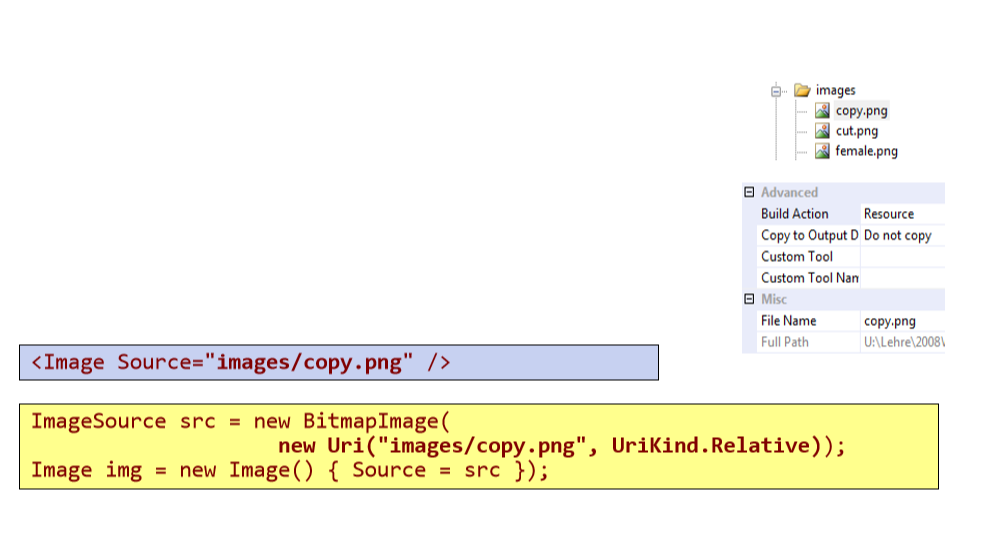 images
copy.png
cut.png
female.png
Advanced
Build Action Resource
Copy to Output D Do not copy
Custom Tool
Custom Tool Nan
Misc
File Name copy.png
Full Path U:\Lehre\2008\
<Image Source="images/copy.png" />
ImageSource src = new BitmapImage(
new Uri("images/copy.png", UriKind.Relative));
Image img = new Image() { Source = src });